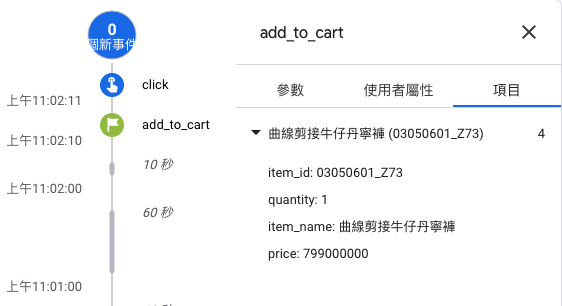 0
個新事件
click
上午11:02:11
add_to_cart
上午11:02:10
10 秒
上午11:02:00
60 秒
上午11:01:00
add_to_cart
參數
使用者屬性
項目
曲線剪接牛仔丹寧褲 (03050601_Z73)
4
item_id: 03050601_Z73
quantity: 1
item_name: 曲線剪接牛仔丹寧褲
price: 799000000